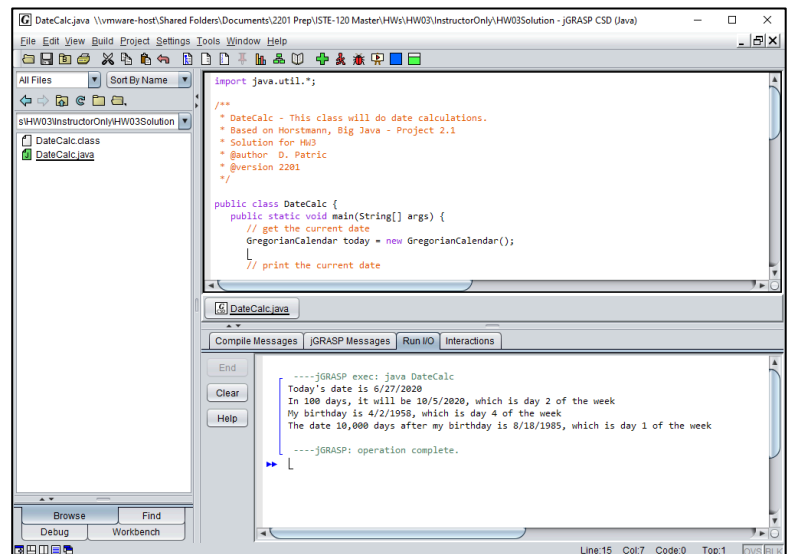 DateCalc.java \\vmware-host\Shared Folders\Documents\2201 Prep\ISTE-120 Master\HWs\HW03\InstructorOnly\HW03Solution - jGRASP CSD (Java)
File Edit View Build Project Settings Tools Window Help
All Files
Sort By Name
s\HW03\InstructorOnly\HW03Solution
DateCalc.class
DateCalc.java
import java.util.*;
/**
* DateCalc - This class will do date calculations.
* Based on Horstmann, Big Java - Project 2.1
* Solution for HW3
* @author D. Patric
* @version 2201
*/
public class DateCalc {
public static void main(String[] args) {
// get the current date
GregorianCalendar today = new GregorianCalendar();
// print the current date
DateCalc.java
Compile Messages jGRASP Messages Run I/O Interactions
End
Clear
Help
----jGRASP exec: java DateCalc
Today's date is 6/27/2020
In 100 days, it will be 10/5/2020, which is day 2 of the week
My birthday is 4/2/1958, which is day 4 of the week
The date 10,000 days after my birthday is 8/18/1985, which is day 1 of the week
----jGRASP: operation complete.
Browse Find
Debug Workbench
Line:15 Col:7 Code:0 Top:1 OVS BLK